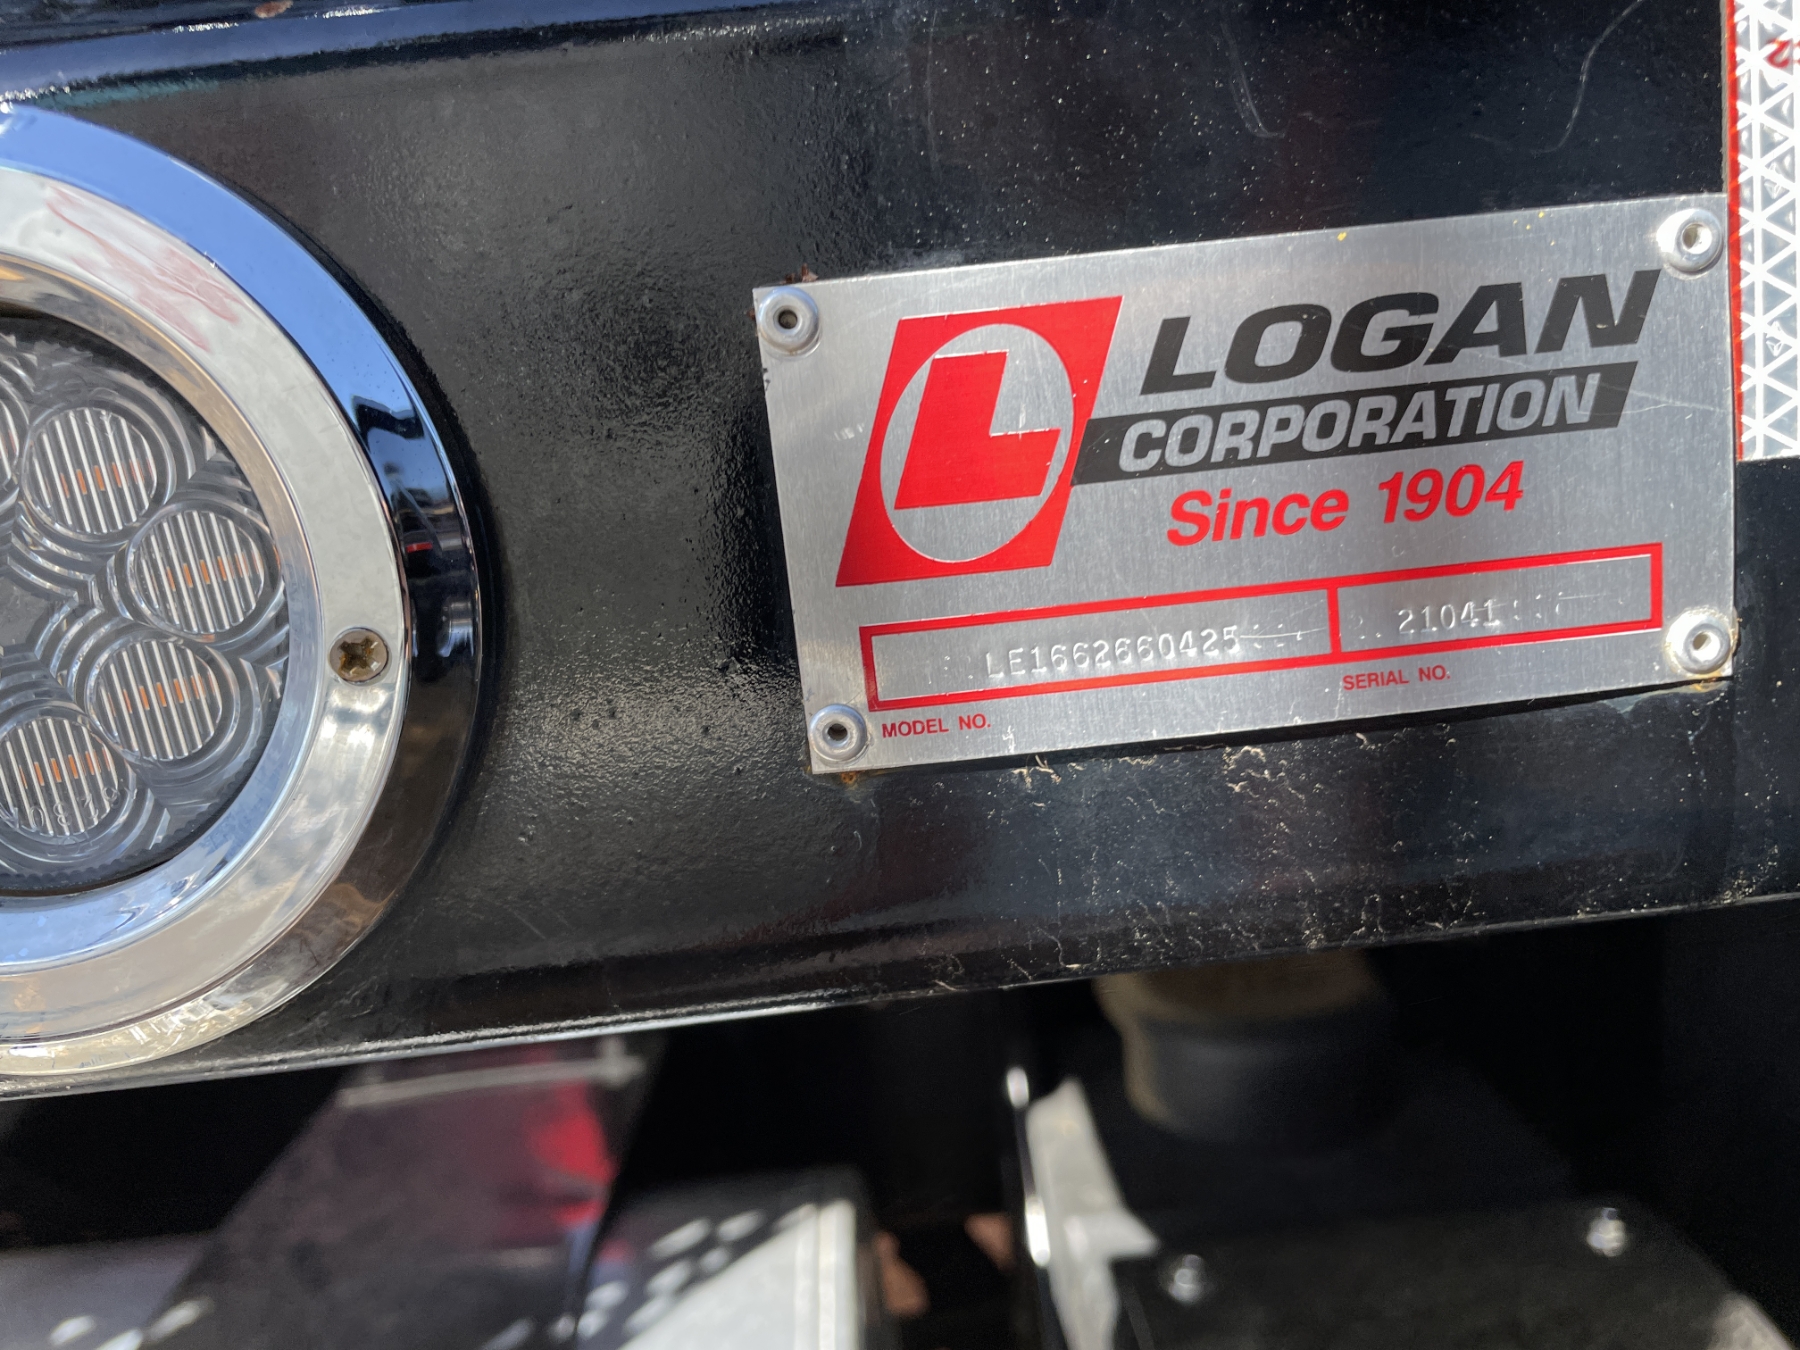 L LOGAN
CORPORATION
Since 1904
LE1662660425 21041
MODEL NO. SERIAL NO.